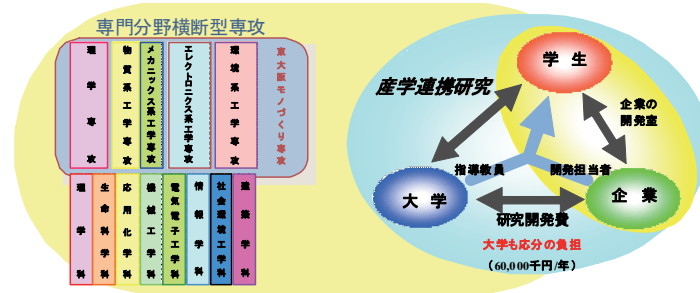 専門分野横断型専攻
理学専攻
物質系工学専攻
メカニックス系工学専攻
エレクトロニクス系工学専攻
環境系工学専攻
東大阪モノづくり専攻
理学科
生命科学科
応用化学科
機械工学科
電気電子工学科
情報学科
社会環境工学科
建築学科
学生
産学連携研究
企業の
開発室
指導教員
開発担当者
大学
企業
研究開発費
大学も応分の負担
（60,000千円/年）